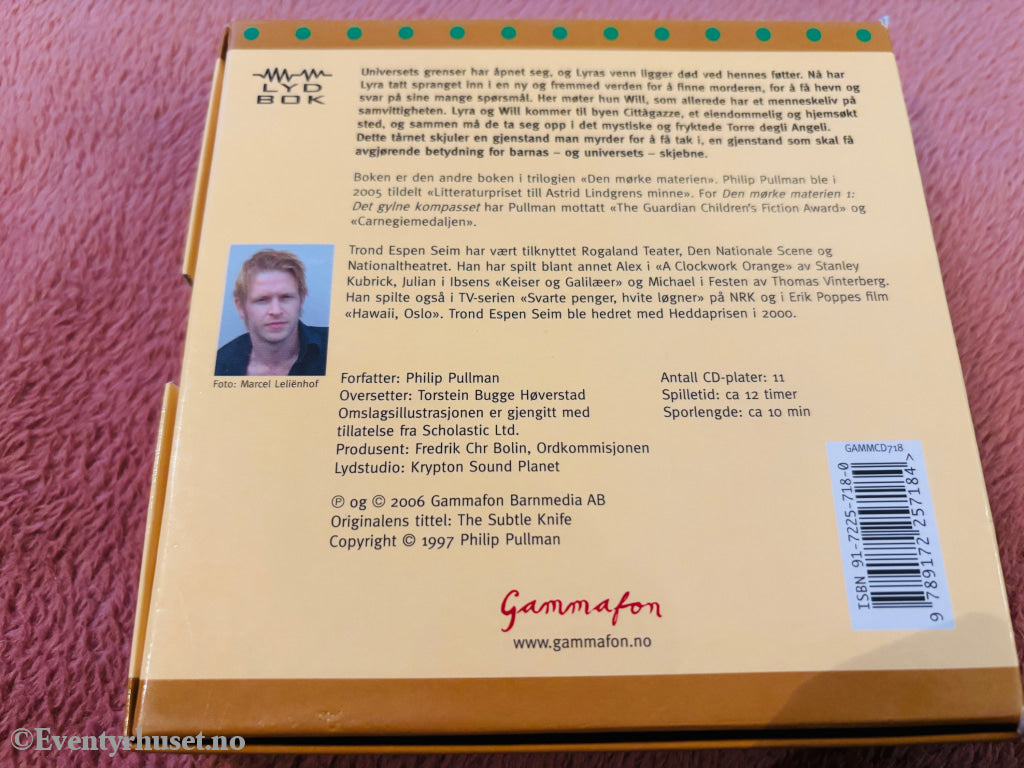 LYD
BOK
Universets grenser har åpnet seg, og Lyras venn ligger død ved hennes føtter. Nå har
Lyra tatt spranget inn i en ny og fremmed verden for å finne morderen, for å få hevn og
svar på sine mange spørsmål. Her møter hun Will, som allerede har et menneskeliv på
samvittigheten. Lyra og Will kommer til byen Cittàgazze, et eiendommelig og hjemsøkt
sted, og sammen må de ta seg opp i det mystiske og fryktede Torre degli Angeli.
Dette tårnet skjuler en gjenstand man myrder for å få tak i, en gjenstand som skal få
avgjørende betydning for barnas – og universets – skjebne.
Boken er den andre boken i trilogien «Den mørke materien». Philip Pullman ble i
2005 tildelt «Litteraturpriset till Astrid Lindgrens minne». For Den mørke materien 1:
Det gylne kompasset har Pullman mottatt «The Guardian Children's Fiction Award» og
«Carnegiemedaljen».
Trond Espen Seim har vært tilknyttet Rogaland Teater, Den Nationale Scene og
Nationaltheatret. Han har spilt blant annet Alex i «A Clockwork Orange» av Stanley
Kubrick, Julian i Ibsens «Keiser og Galilæer» og Michael i Festen av Thomas Vinterberg.
Han spilte også i TV-serien «Svarte penger, hvite løgner» på NRK og i Erik Poppes film
«Hawaii, Oslo». Trond Espen Seim ble hedret med Heddaprisen i 2000.
Foto: Marcel Leliënhof
Forfatter: Philip Pullman
Oversetter: Torstein Bugge Høverstad
Omslagsillustrasjonen er gjengitt med
tillatelse fra Scholastic Ltd.
Produsent: Fredrik Chr Bolin, Ordkommisjonen
Lydstudio: Krypton Sound Planet
Antall CD-plater: 11
Spilletid: ca 12 timer
Sporlengde: ca 10 min
℗ og © 2006 Gammafon Barnmedia AB
Originalens tittel: The Subtle Knife
Copyright © 1997 Philip Pullman
GAMMCD718
ISBN 91-7225-718-0
9 789172 257184 >
Gammafon
www.gammafon.no
©Eventyrhuset.no